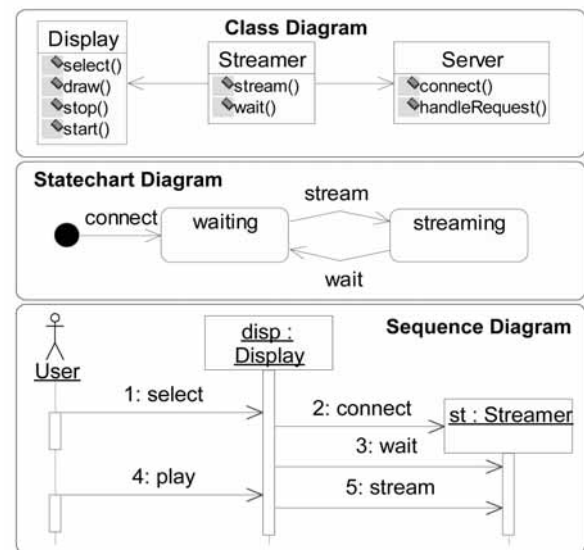 Class Diagram
Display
select()
draw()
stop()
start()
Streamer
stream()
wait()
Server
connect()
handleRequest()
Statechart Diagram
connect
waiting
stream
streaming
wait
Sequence Diagram
User
disp :
Display
st : Streamer
1: select
2: connect
3: wait
4: play
5: stream